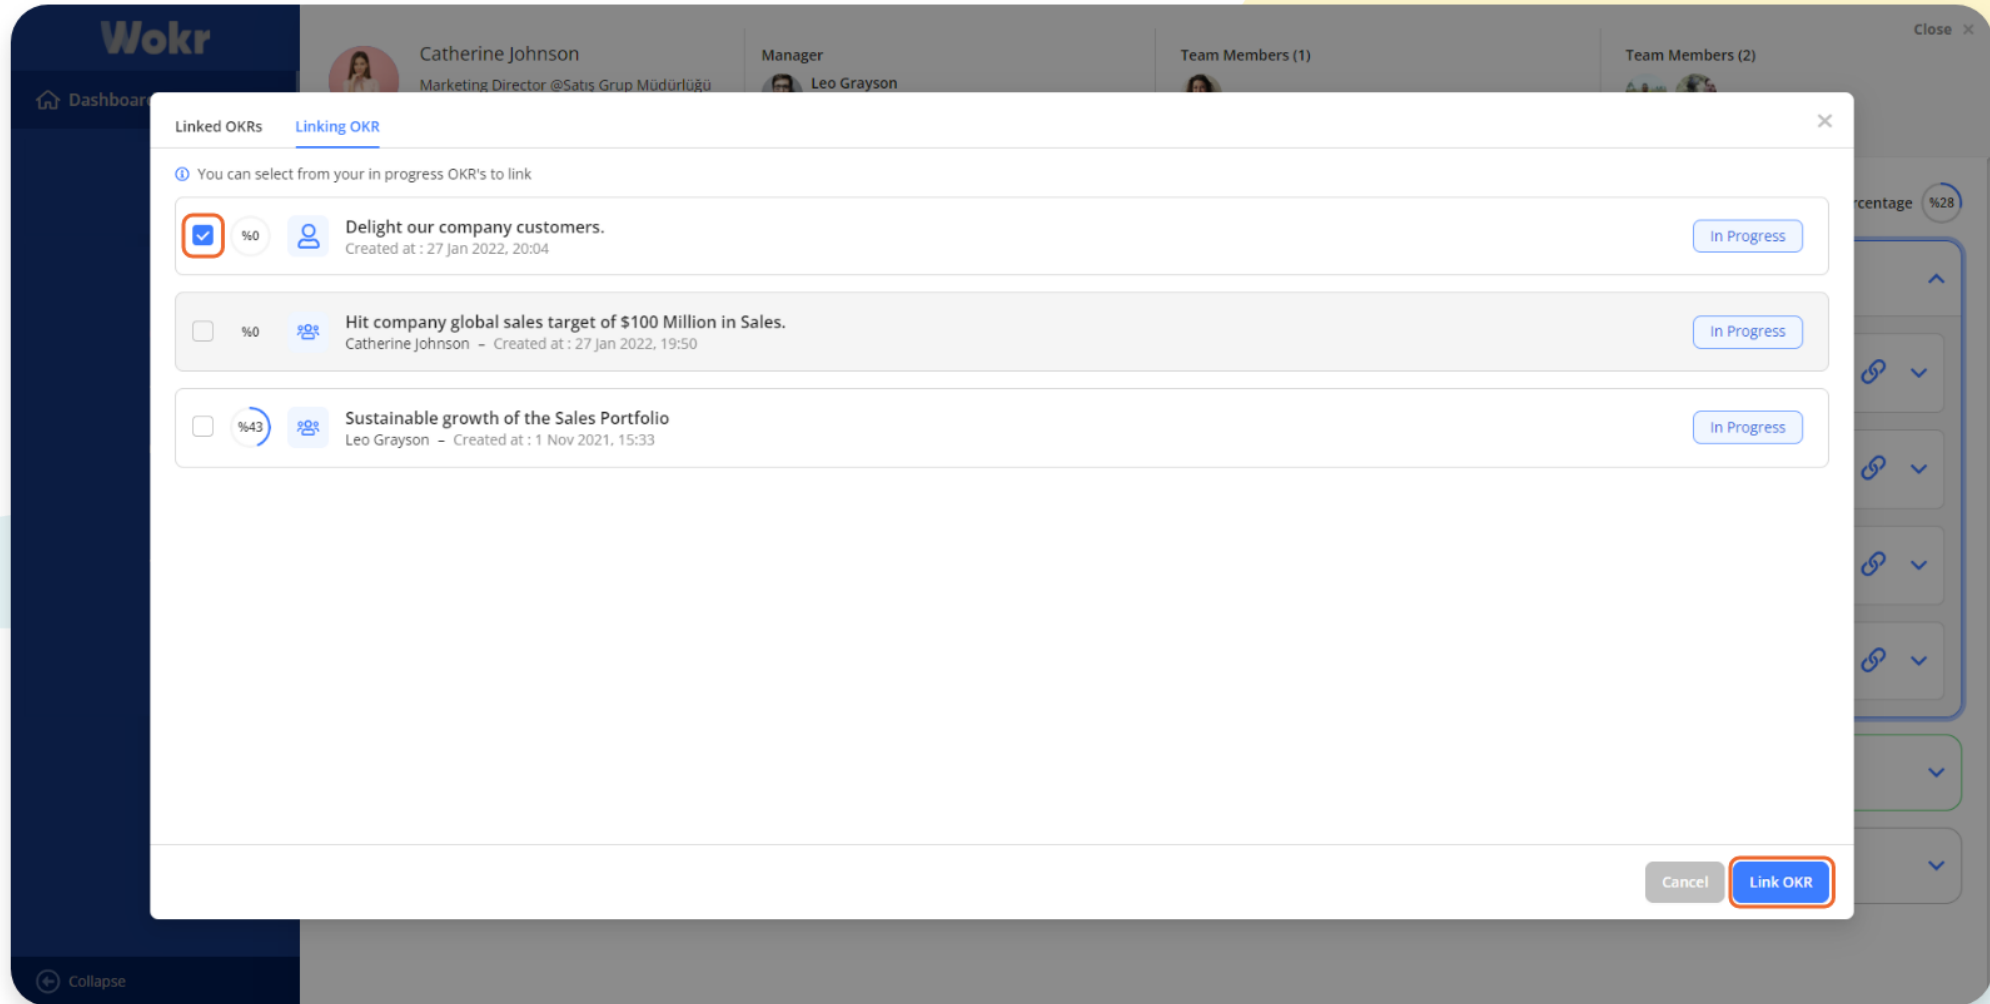 Wokr
Close ×
Catherine Johnson
Marketing Director @Satış Grup Müdürlüğü
Manager
Leo Grayson
Team Members (1)
Team Members (2)
Dashboar
Linked OKRs
Linking OKR
You can select from your in progress OKR's to link
%0
Delight our company customers.
Created at : 27 Jan 2022, 20:04
In Progress
%0
Hit company global sales target of $100 Million in Sales.
Catherine Johnson – Created at : 27 Jan 2022, 19:50
In Progress
%43
Sustainable growth of the Sales Portfolio
Leo Grayson – Created at : 1 Nov 2021, 15:33
In Progress
rcentage %28
Cancel
Link OKR
Collapse